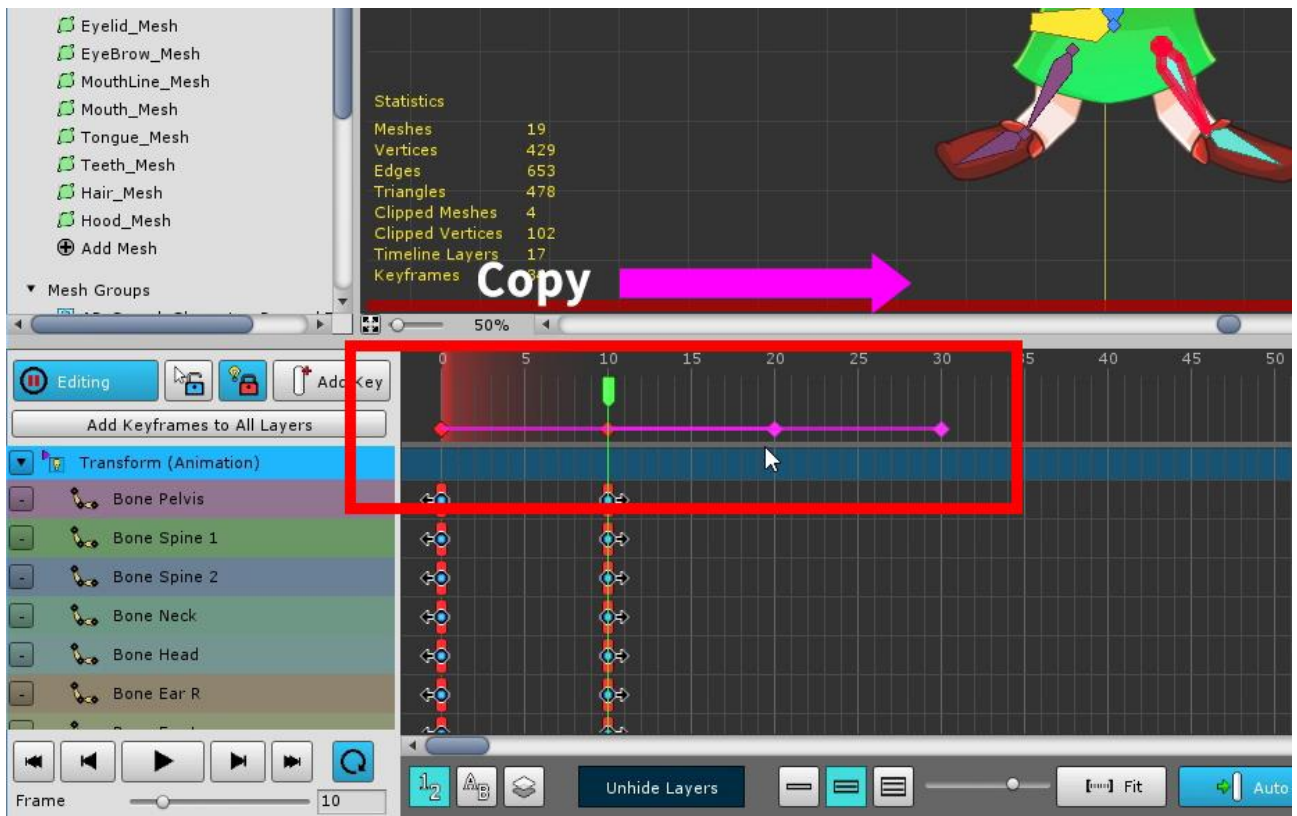 Eyelid_Mesh
EyeBrow_Mesh
MouthLine_Mesh
Mouth_Mesh
Tongue_Mesh
Teeth_Mesh
Hair_Mesh
Hood_Mesh
Add Mesh
Mesh Groups
Statistics
Meshes 19
Vertices 429
Edges 653
Triangles 478
Clipped Meshes 4
Clipped Vertices 102
Timeline Layers 17
Keyframes
Copy
50%
Editing
Add Key
Add Keyframes to All Layers
0 5 10 15 20 25 30 35 40 45 50
Transform (Animation)
Bone Pelvis
Bone Spine 1
Bone Spine 2
Bone Neck
Bone Head
Bone Ear R
Frame 10
1 2
A B
Unhide Layers
Fit
Auto